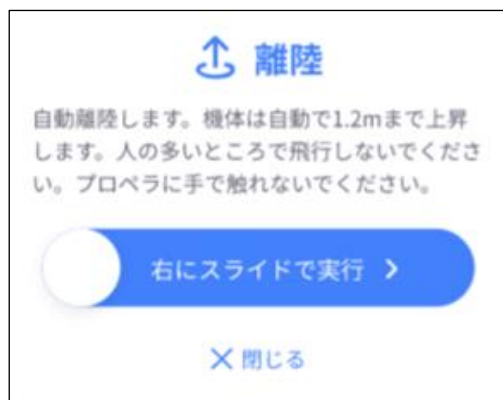 離陸
自動離陸します。機体は自動で1.2mまで上昇
します。人の多いところで飛行しないでくださ
い。プロペラに手で触れないでください。
右にスライドで実行
閉じる